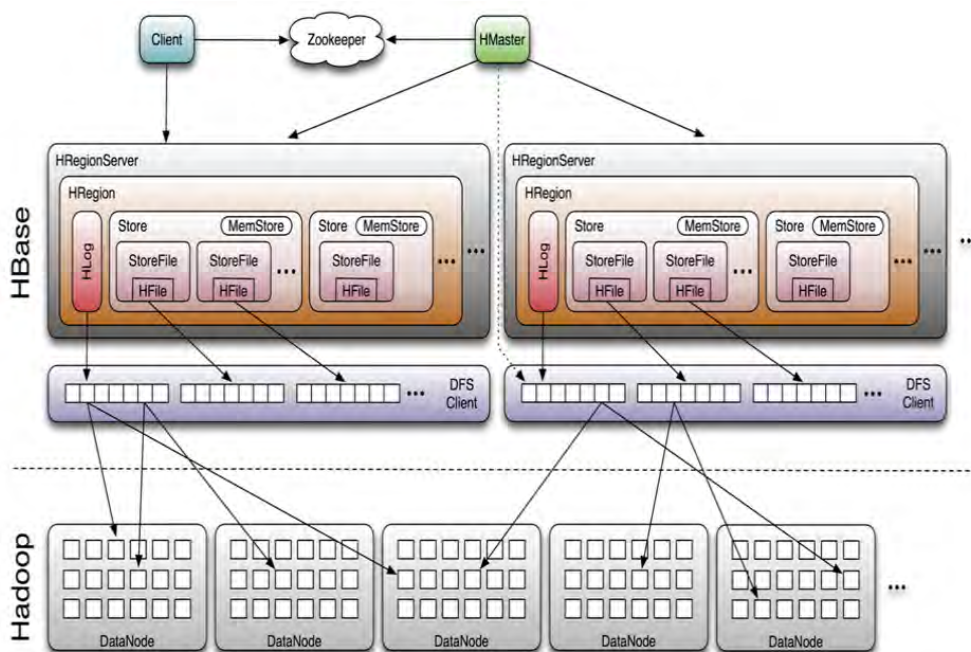 Client
Zookeeper
HMaster
HBase
HRegionServer
HRegion
HLog
Store
MemStore
StoreFile
HFile
StoreFile
HFile
...
Store
MemStore
StoreFile
HFile
...
...
HRegionServer
HRegion
HLog
Store
MemStore
StoreFile
HFile
StoreFile
HFile
...
Store
MemStore
StoreFile
HFile
...
...
...
...
DFS
Client
...
DFS
Client
Hadoop
DataNode
DataNode
DataNode
DataNode
DataNode
...